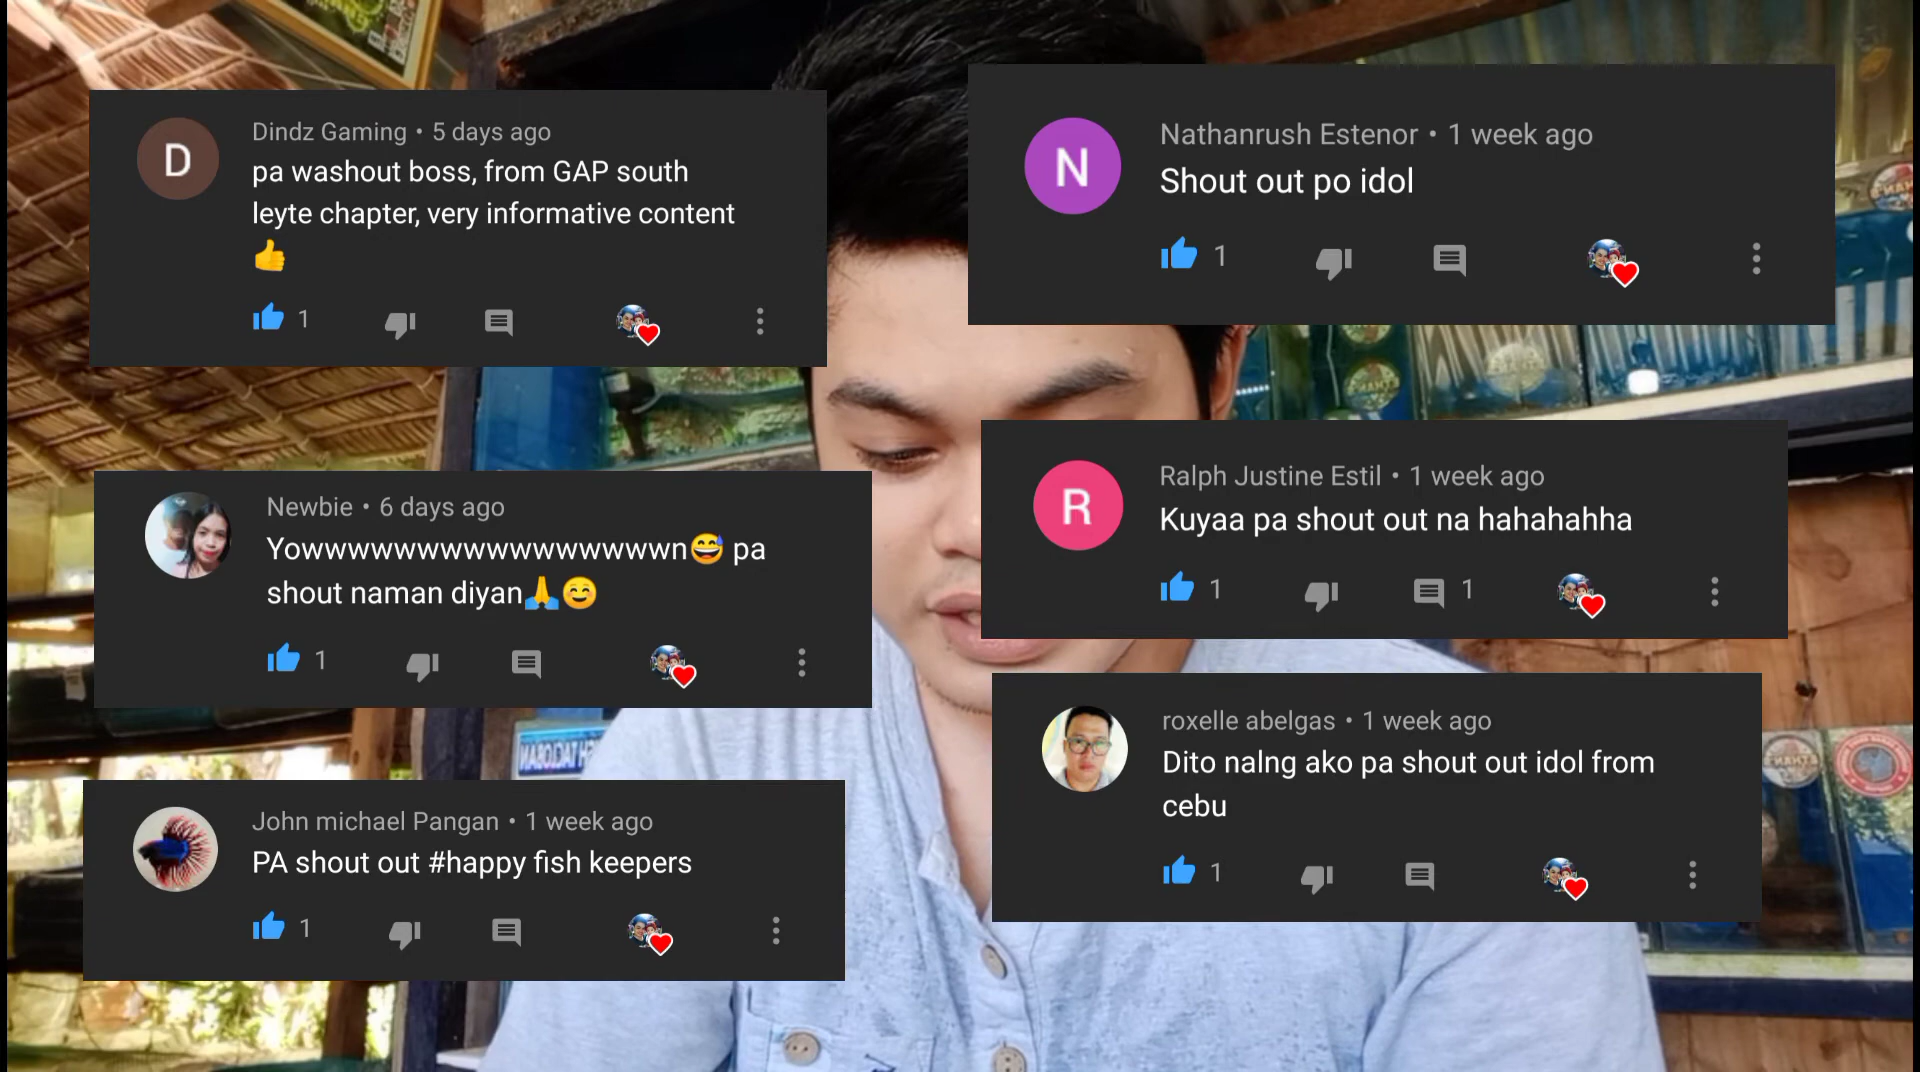 Dindz Gaming • 5 days ago
pa washout boss, from GAP south
leyte chapter, very informative content
👍
1
Newbie • 6 days ago
Yowwwwwwwwwwwwwwwwn😅 pa
shout naman diyan🙏☺️
1
John michael Pangan • 1 week ago
PA shout out #happy fish keepers
1
Nathanrush Estenor • 1 week ago
Shout out po idol
1
Ralph Justine Estil • 1 week ago
Kuyaa pa shout out na hahahahha
1 1
roxelle abelgas • 1 week ago
Dito nalng ako pa shout out idol from
cebu
1
D
N
R